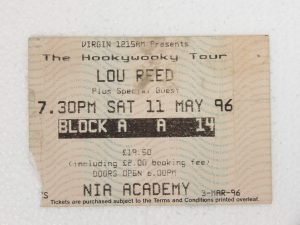 VIRGIN 1215AM Presents
The Hookywooky Tour
LOU REED
Plus Special Guest
7.30PM SAT 11 MAY 96
BLOCK A A 14
£19.50
(including £2.00 booking fee)
DOORS OPEN 6.00PM
NIA ACADEMY 3-MAR-96
Tickets are purchased subject to the Terms and Conditions printed overleaf.